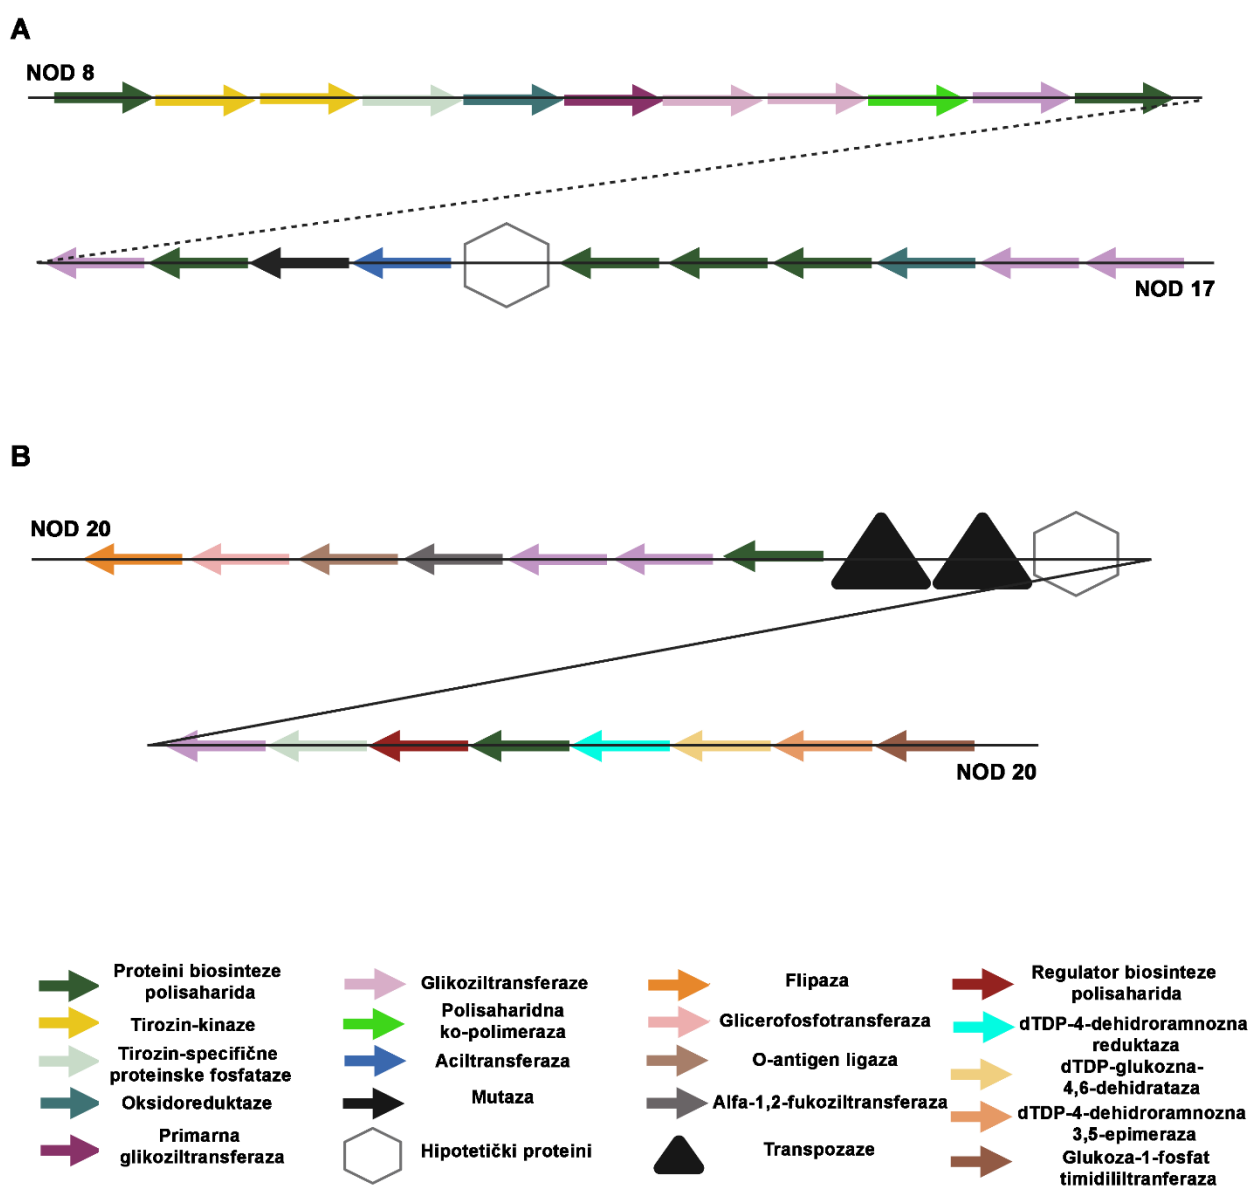 A
NOD 8
NOD 17
B
NOD 20
NOD 20
Proteini biosinteze
polisaharida
Tirozin-kinaze
Tirozin-specifične
proteinske fosfataze
Oksidoreduktaze
Primarna
glikoziltransferaza
Glikoziltransferaze
Polisaharidna
ko-polimeraza
Aciltransferaza
Mutaza
Hipotetički proteini
Flipaza
Glicerofosfotransferaza
O-antigen ligaza
Alfa-1,2-fukoziltransferaza
Transpozaze
Regulator biosinteze
polisaharida
dTDP-4-dehidroramnozna
reduktaza
dTDP-glukozna-
4,6-dehidrataza
dTDP-4-dehidroramnozna
3,5-epimeraza
Glukoza-1-fosfat
timidililtranferaza